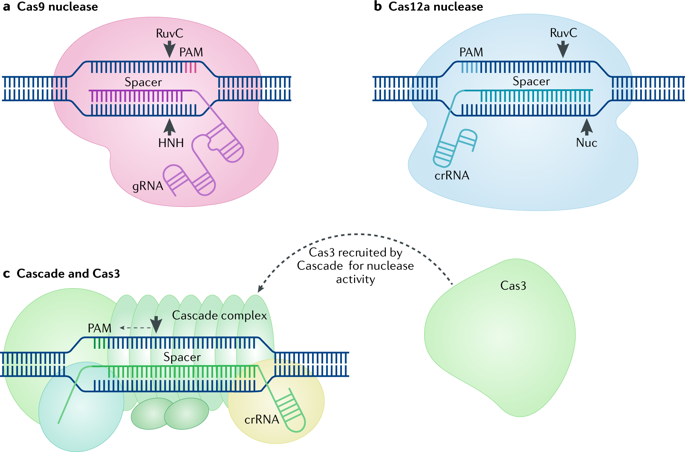 a Cas9 nuclease
RuvC
PAM
Spacer
HNH
gRNA
b Cas12a nuclease
RuvC
PAM
Spacer
Nuc
crRNA
c Cascade and Cas3
Cas3 recruited by
Cascade for nuclease
activity
Cas3
Cascade complex
PAM
Spacer
crRNA